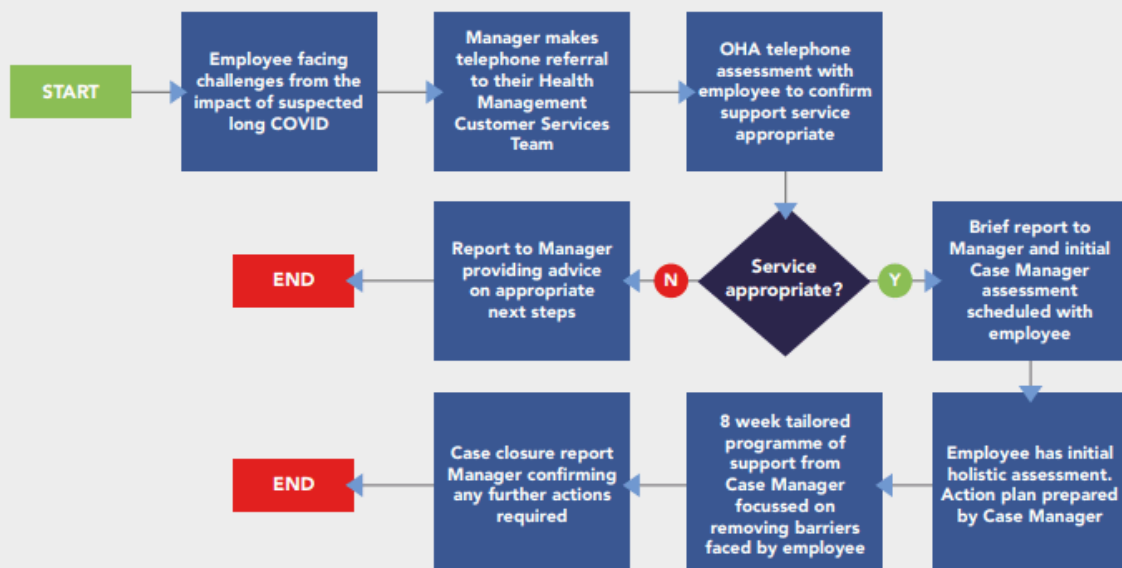 START
Employee facing
challenges from the
impact of suspected
long COVID
Manager makes
telephone referral
to their Health
Management
Customer Services
Team
OHA telephone
assessment with
employee to confirm
support service
appropriate
Service
appropriate?
N
Report to Manager
providing advice
on appropriate
next steps
END
Y
Brief report to
Manager and initial
Case Manager
assessment
scheduled with
employee
Employee has initial
holistic assessment.
Action plan prepared
by Case Manager
8 week tailored
programme of
support from
Case Manager
focussed on
removing barriers
faced by employee
Case closure report
Manager confirming
any further actions
required
END